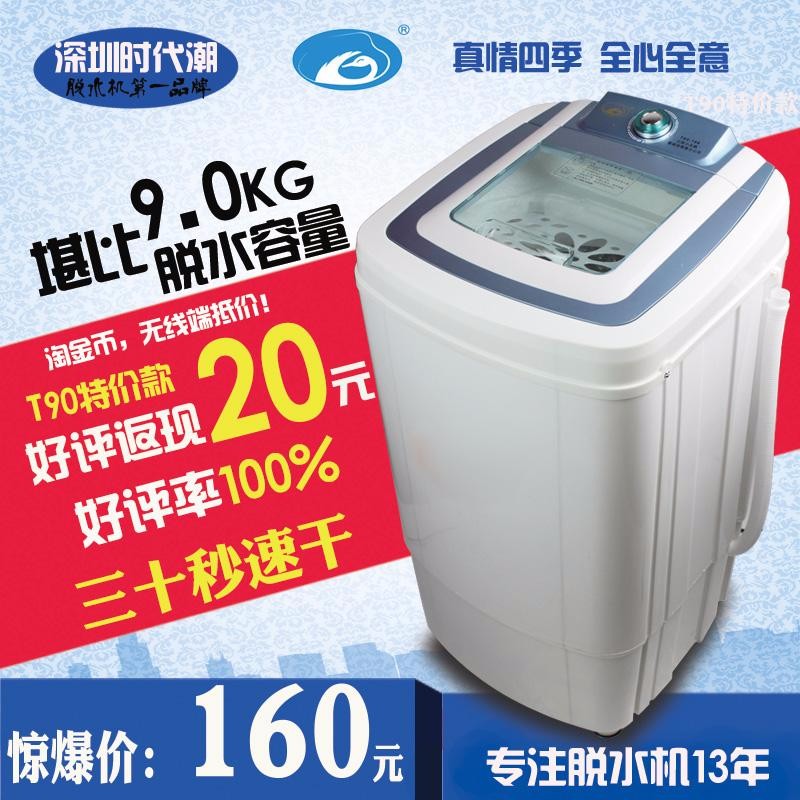 深圳时代潮
脱水机第一品牌
®
真情四季 全心全意
T90特价款
堪比9.0KG
脱水容量
淘金币，无线端抵价！
T90特价款
好评返现20元
好评率100%
三十秒速干
惊爆价：160元
专注脱水机13年